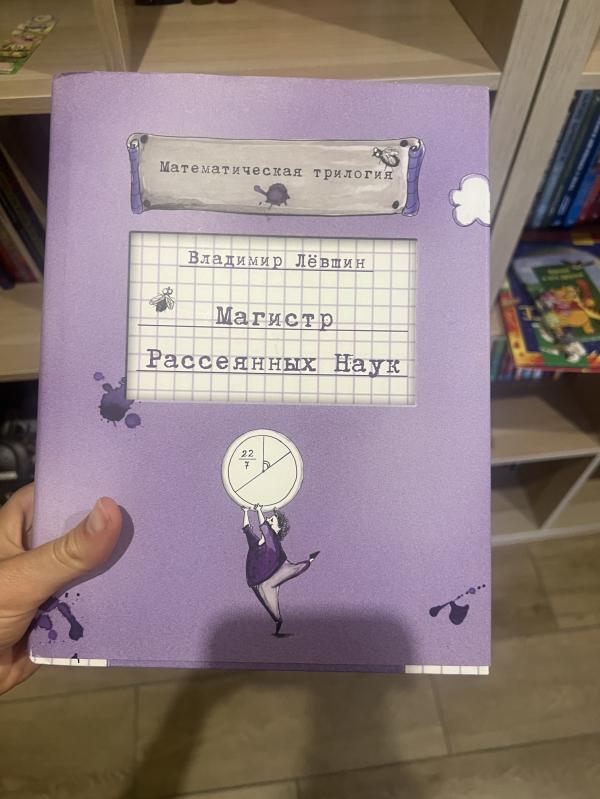 Математическая трилогия
Владимир Лёвшин
Магистр
Рассеянных Наук
22
7